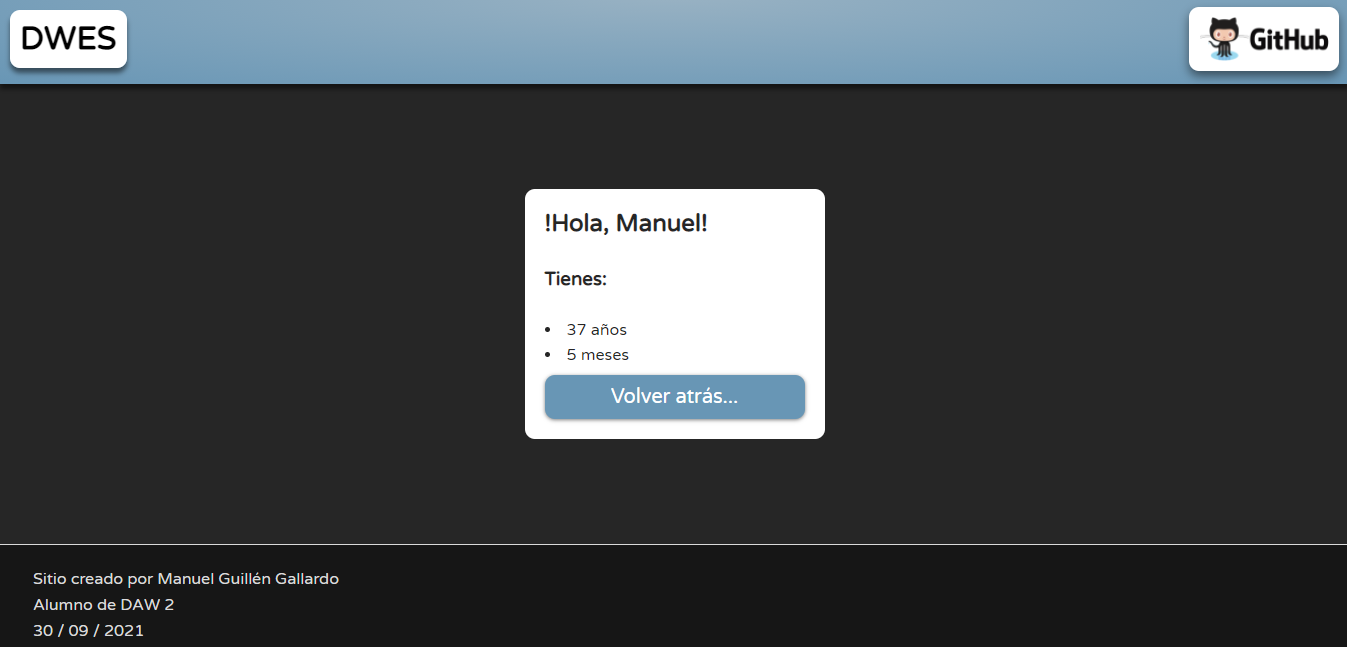 DWES
GitHub
!Hola, Manuel!
Tienes:
• 37 años
• 5 meses
Volver atrás...
Sitio creado por Manuel Guillén Gallardo
Alumno de DAW 2
30 / 09 / 2021